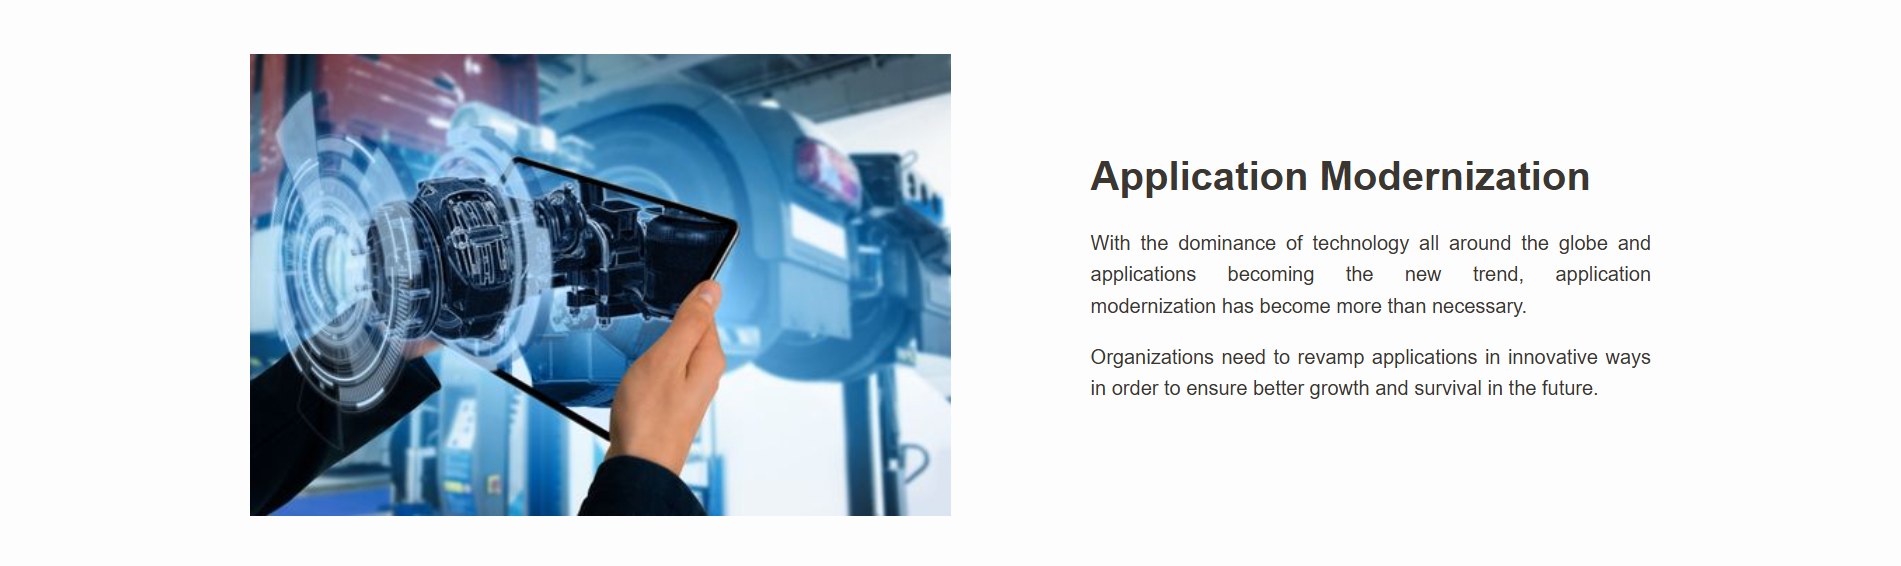 Application Modernization
With the dominance of technology all around the globe and
applications becoming the new trend, application
modernization has become more than necessary.
Organizations need to revamp applications in innovative ways
in order to ensure better growth and survival in the future.